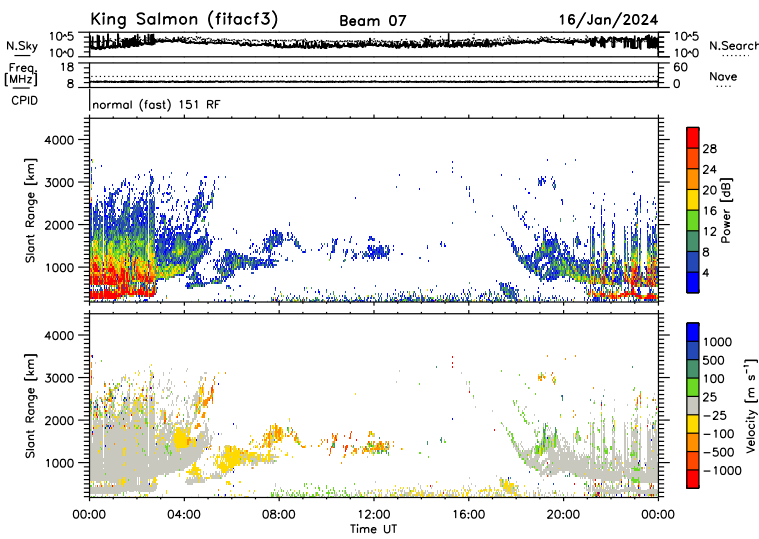 King Salmon (fitacf3) Beam 07 16/Jan/2024
N.Sky 10^5 10^0 10^5 10^0 N.Search
Freq. [MHz] 18 8 60 0 Nave
CPID normal (fast) 151 RF
Slant Range [km] 4000 3000 2000 1000
Power [dB] 28 24 20 16 12 8 4
Slant Range [km] 4000 3000 2000 1000
Velocity [m s⁻¹] 1000 500 100 25 −25 −100 −500 −1000
00:00 04:00 08:00 12:00 16:00 20:00 00:00
Time UT